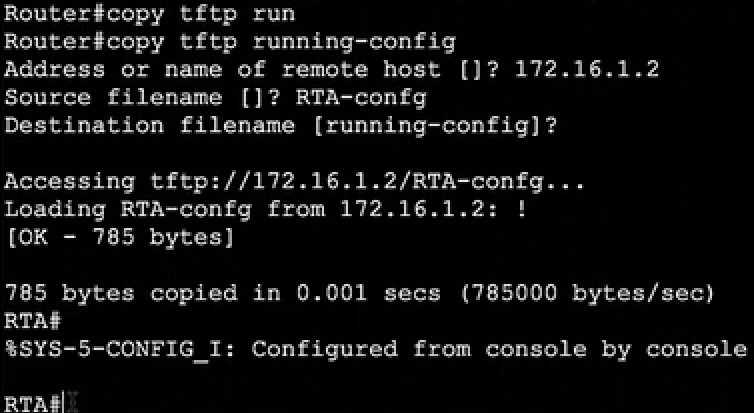 Router#copy tftp run
Router#copy tftp running-config
Address or name of remote host []? 172.16.1.2
Source filename []? RTA-confg
Destination filename [running-config]?
Accessing tftp://172.16.1.2/RTA-confg...
Loading RTA-confg from 172.16.1.2: !
[OK - 785 bytes]
785 bytes copied in 0.001 secs (785000 bytes/sec)
RTA#
%SYS-5-CONFIG_I: Configured from console by console
RTA#